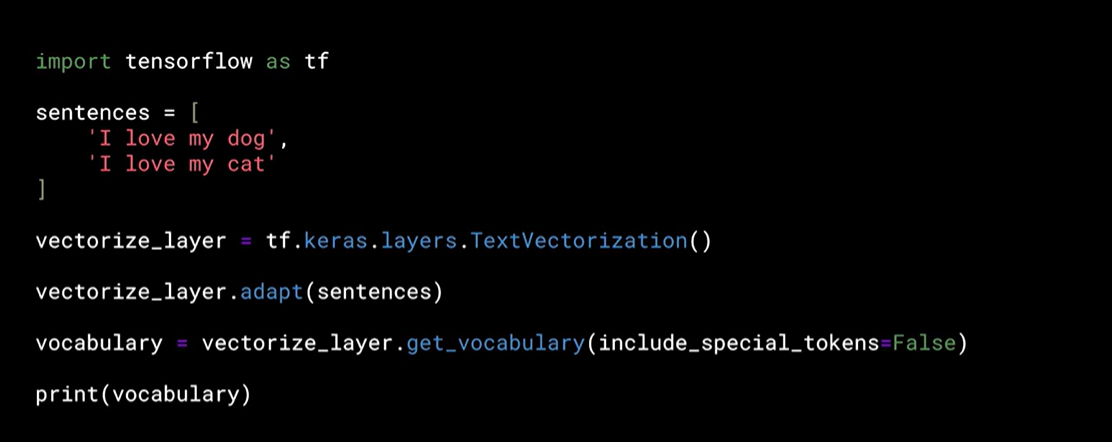 import tensorflow as tf
sentences = [
    'I love my dog',
    'I love my cat'
]
vectorize_layer = tf.keras.layers.TextVectorization()
vectorize_layer.adapt(sentences)
vocabulary = vectorize_layer.get_vocabulary(include_special_tokens=False)
print(vocabulary)